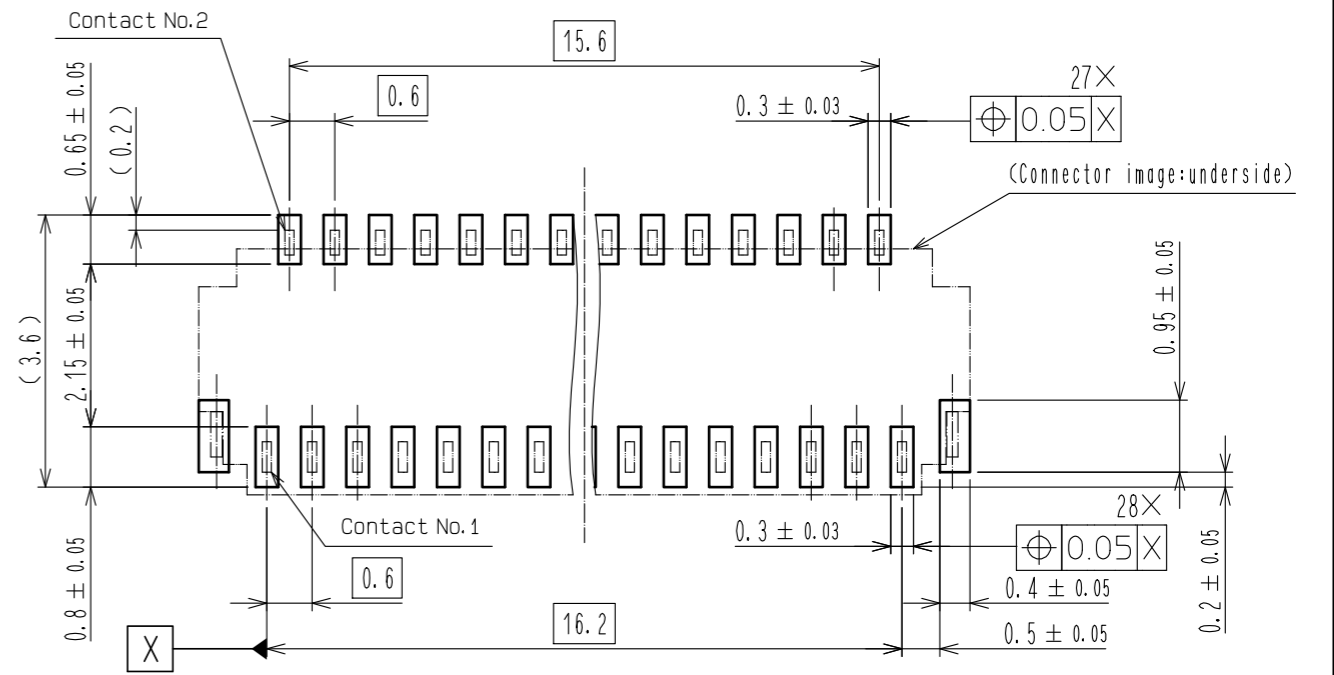 Contact No.2
15.6
0.6
0.3 ± 0.03
27×
⌖ 0.05 X
(Connector image:underside)
0.65 ± 0.05
(0.2)
(3.6)
2.15 ± 0.05
0.8 ± 0.05
0.95 ± 0.05
0.2 ± 0.05
Contact No.1
0.3 ± 0.03
28×
⌖ 0.05 X
0.6
0.4 ± 0.05
16.2
0.5 ± 0.05
X